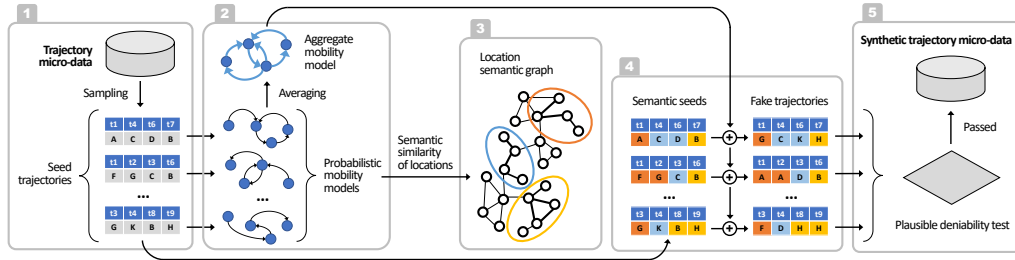 1
Trajectory
micro-data
Sampling
t1 t4 t6 t7
A C D B
t1 t2 t3 t6
F G C B
...
t3 t4 t8 t9
G K B H
Seed
trajectories
2
Aggregate
mobility
model
Averaging
...
Probabilistic
mobility models
Semantic
similarity
of locations
3
Location
semantic graph
4
Semantic seeds
t1 t4 t6 t7
A C D B
t1 t2 t3 t6
F G C B
...
t3 t4 t8 t9
G K B H
Fake trajectories
t1 t4 t6 t7
G C K H
t1 t2 t3 t6
A A D B
...
t3 t4 t8 t9
F D H H
5
Synthetic trajectory micro-data
Passed
Plausible deniability test